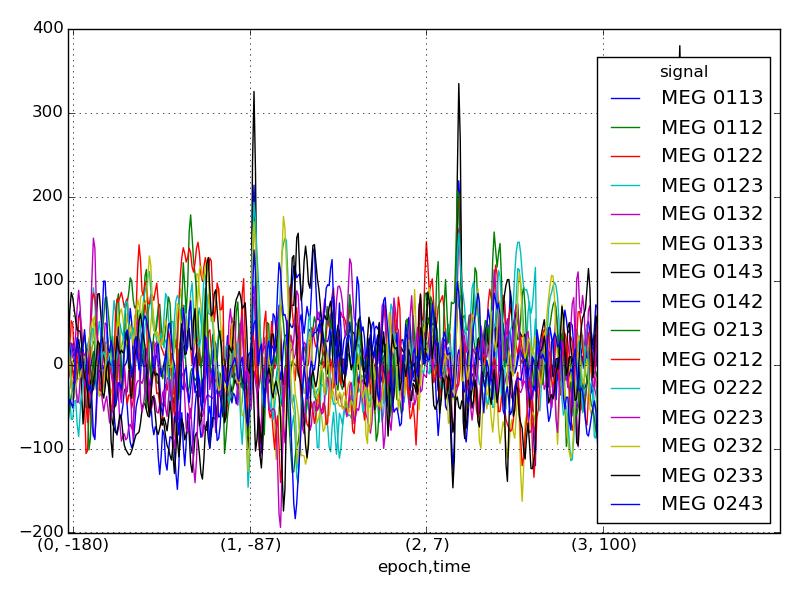 400
300
200
100
0
−100
−200
(0, -180)
(1, -87)
(2, 7)
(3, 100)
epoch,time
signal
MEG 0113
MEG 0112
MEG 0122
MEG 0123
MEG 0132
MEG 0133
MEG 0143
MEG 0142
MEG 0213
MEG 0212
MEG 0222
MEG 0223
MEG 0232
MEG 0233
MEG 0243